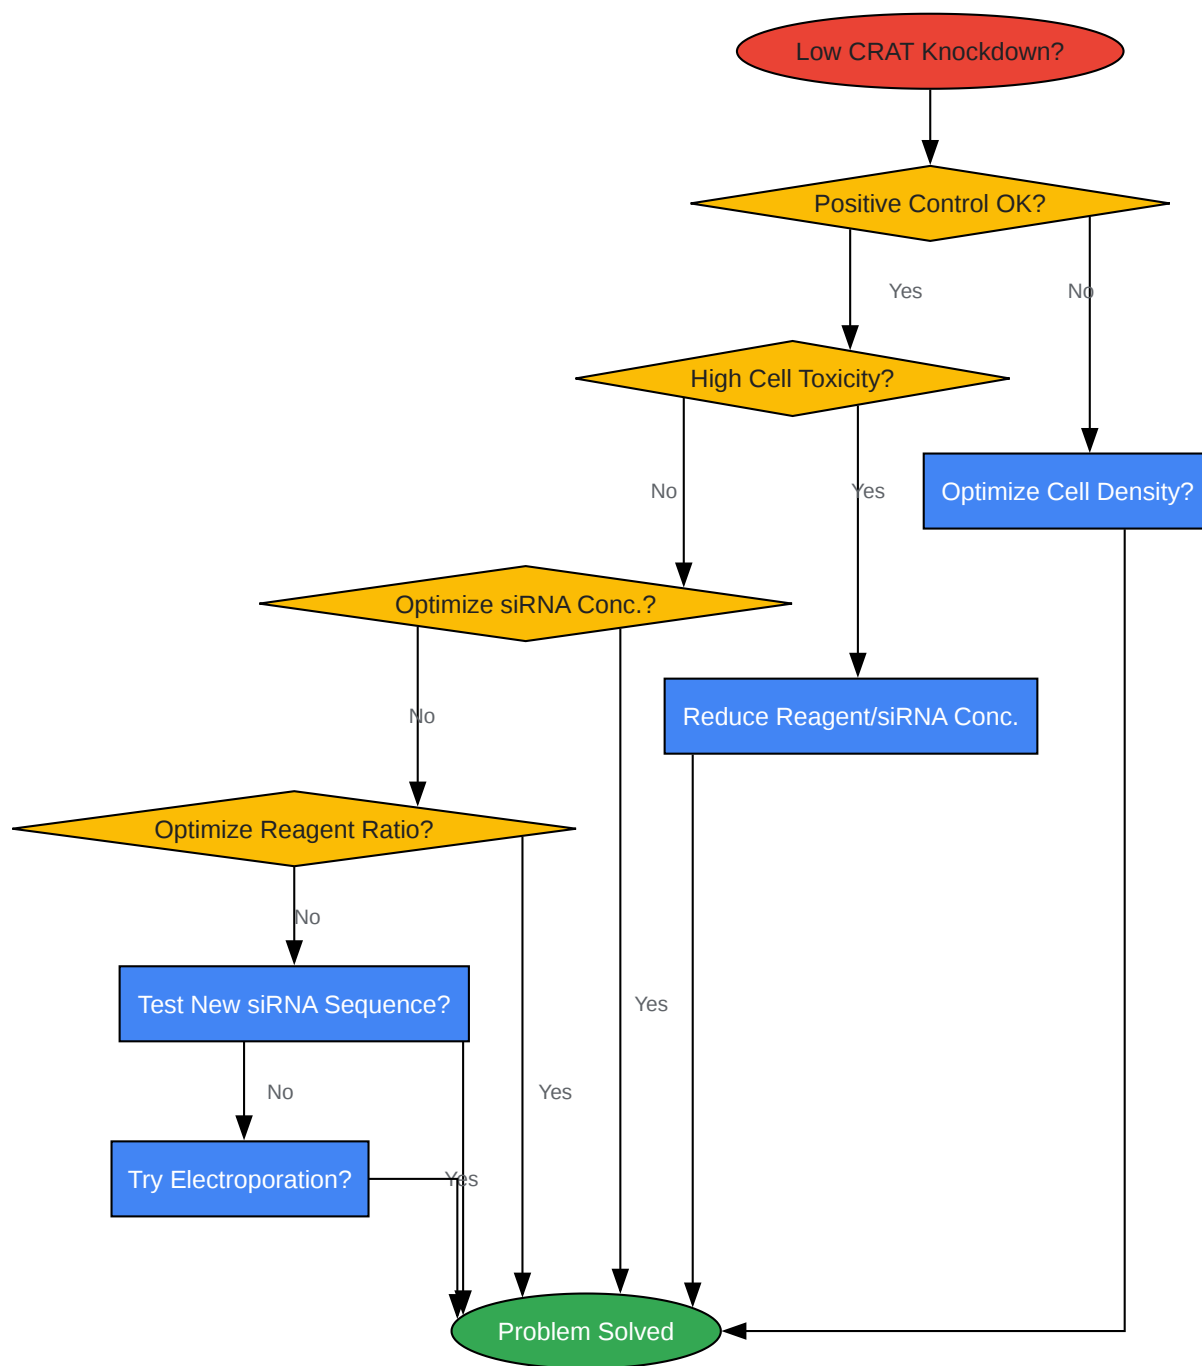 Low CRAT Knockdown?
Positive Control OK?
Yes
No
High Cell Toxicity?
No
Yes
Optimize Cell Density?
Optimize siRNA Conc.?
No
Reduce Reagent/siRNA Conc.
Optimize Reagent Ratio?
No
Test New siRNA Sequence?
Yes
No
Yes
Try Electroporation?
Yes
Problem Solved